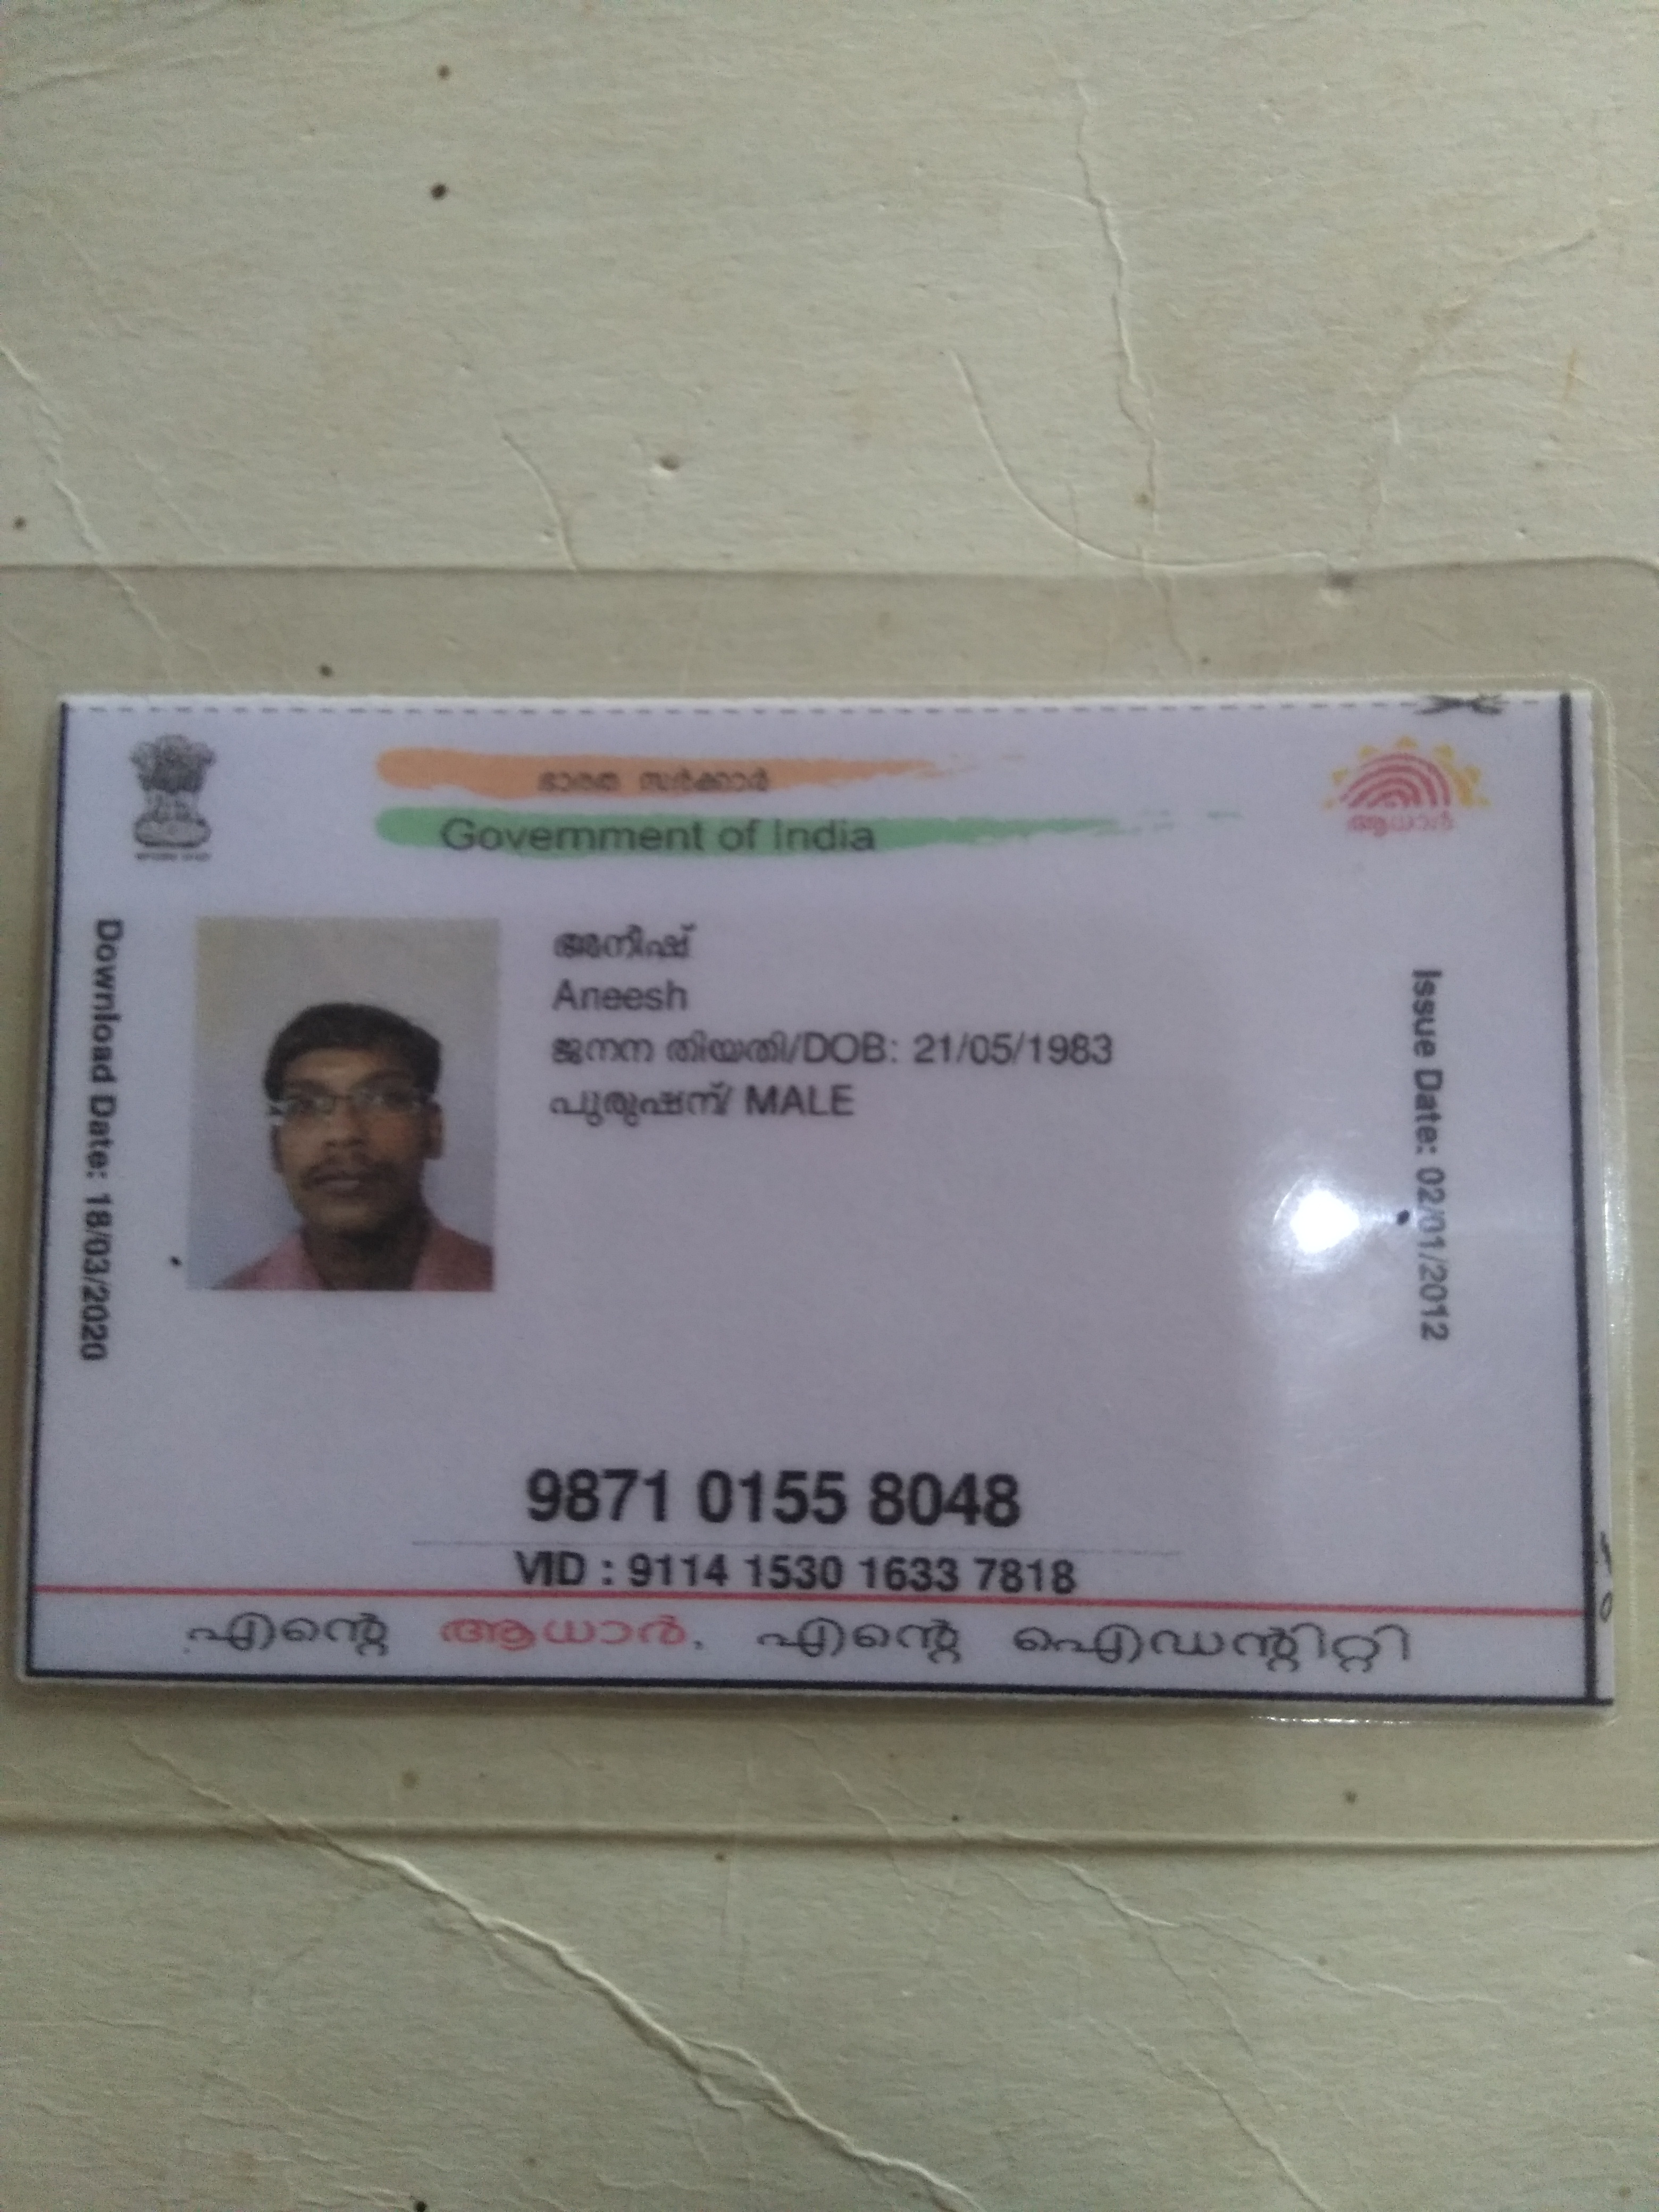 ഭാരത സർക്കാർ
Government of India
ആധാർ
Download Date: 18/03/2020
അനീഷ്
Aneesh
ജനന തിയതി/DOB: 21/05/1983
പുരുഷന്/ MALE
Issue Date: 02/01/2012
9871 0155 8048
VID : 9114 1530 1633 7818
എന്റെ ആധാർ, എന്റെ ഐഡന്റിറ്റി